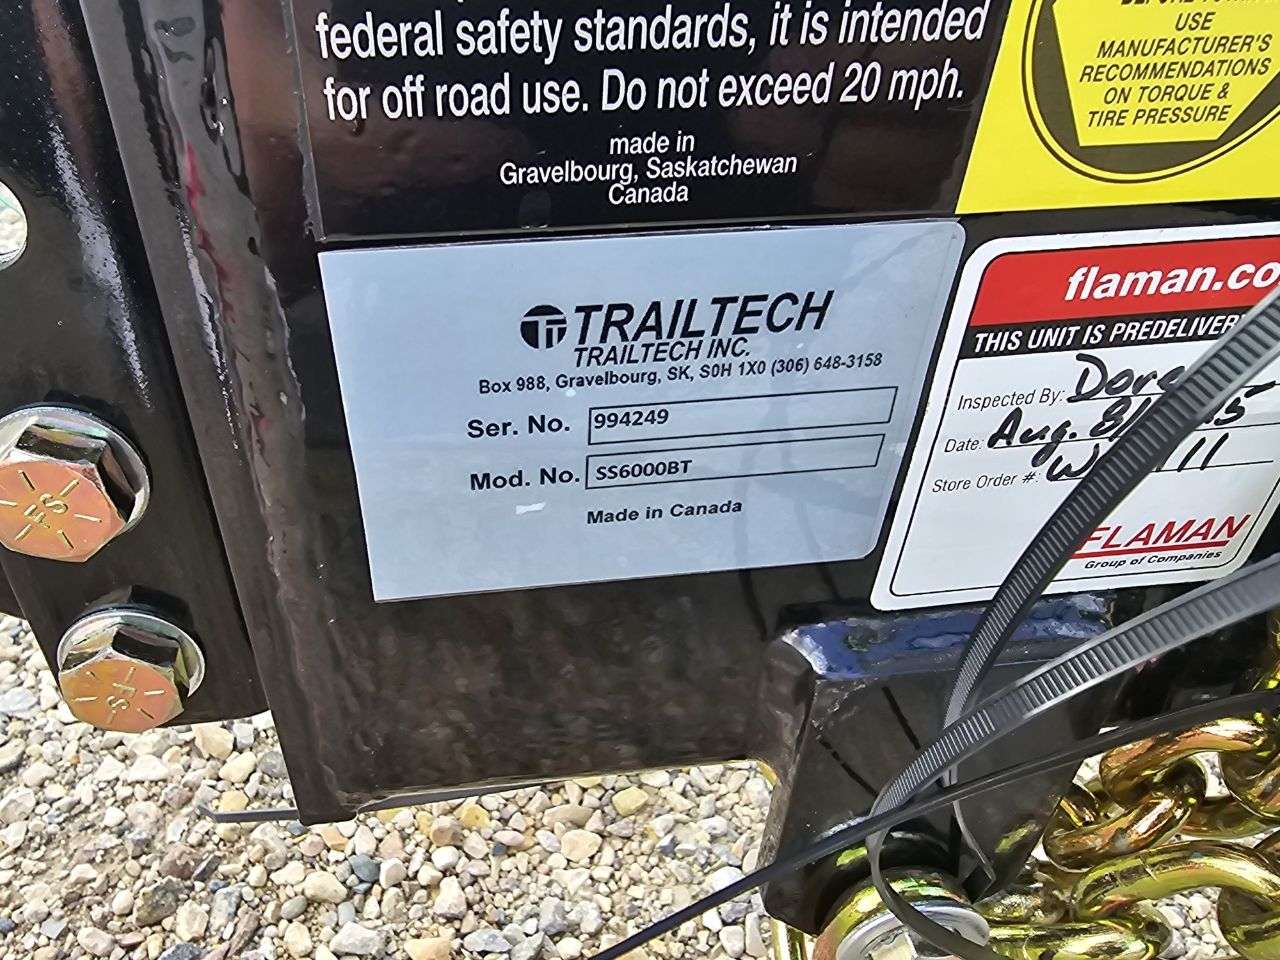 federal safety standards, it is intended
for off road use. Do not exceed 20 mph.
made in
Gravelbourg, Saskatchewan
Canada
USE
MANUFACTURER'S
RECOMMENDATIONS
ON TORQUE &
TIRE PRESSURE
TRAILTECH
TRAILTECH INC.
Box 988, Gravelbourg, SK, S0H 1X0 (306) 648-3158
Ser. No. 994249
Mod. No. SS6000BT
Made in Canada
flaman.co
THIS UNIT IS PREDELIVER
Inspected By:
Date: Aug. 8/
Store Order #:
FLAMAN
Group of Companies
FS
FS